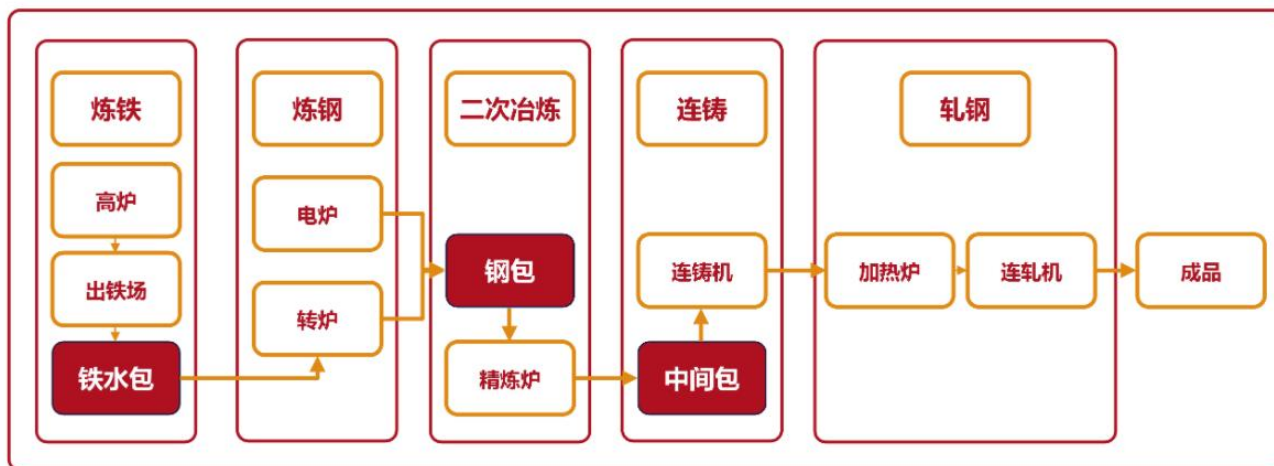 炼铁
高炉
出铁场
铁水包
炼钢
电炉
转炉
二次冶炼
钢包
精炼炉
连铸
连铸机
中间包
轧钢
加热炉
连轧机
成品